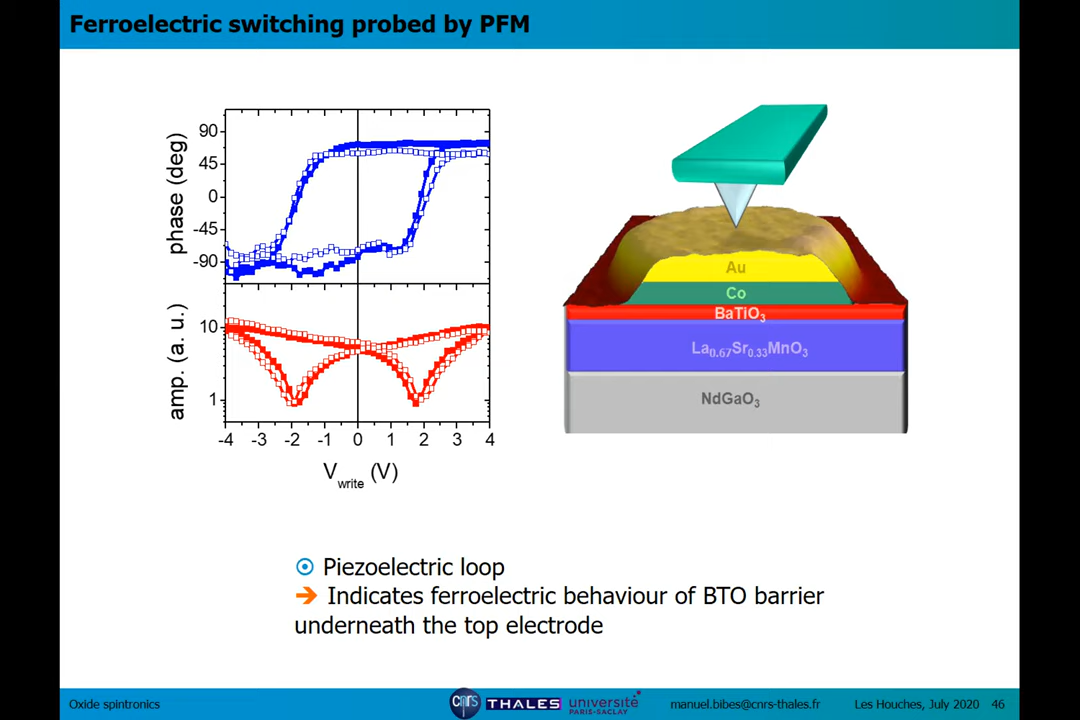 Ferroelectric switching probed by PFM
90
45
0
-45
-90
phase (deg)
10
1
amp. (a. u.)
-4 -3 -2 -1 0 1 2 3 4
Vwrite (V)
Au
Co
BaTiO3
La0.67Sr0.33MnO3
NdGaO3
Piezoelectric loop
➔ Indicates ferroelectric behaviour of BTO barrier
underneath the top electrode
Oxide spintronics
cnrs
THALES
université
PARIS-SACLAY
manuel.bibes@cnrs-thales.fr
Les Houches, July 2020
46